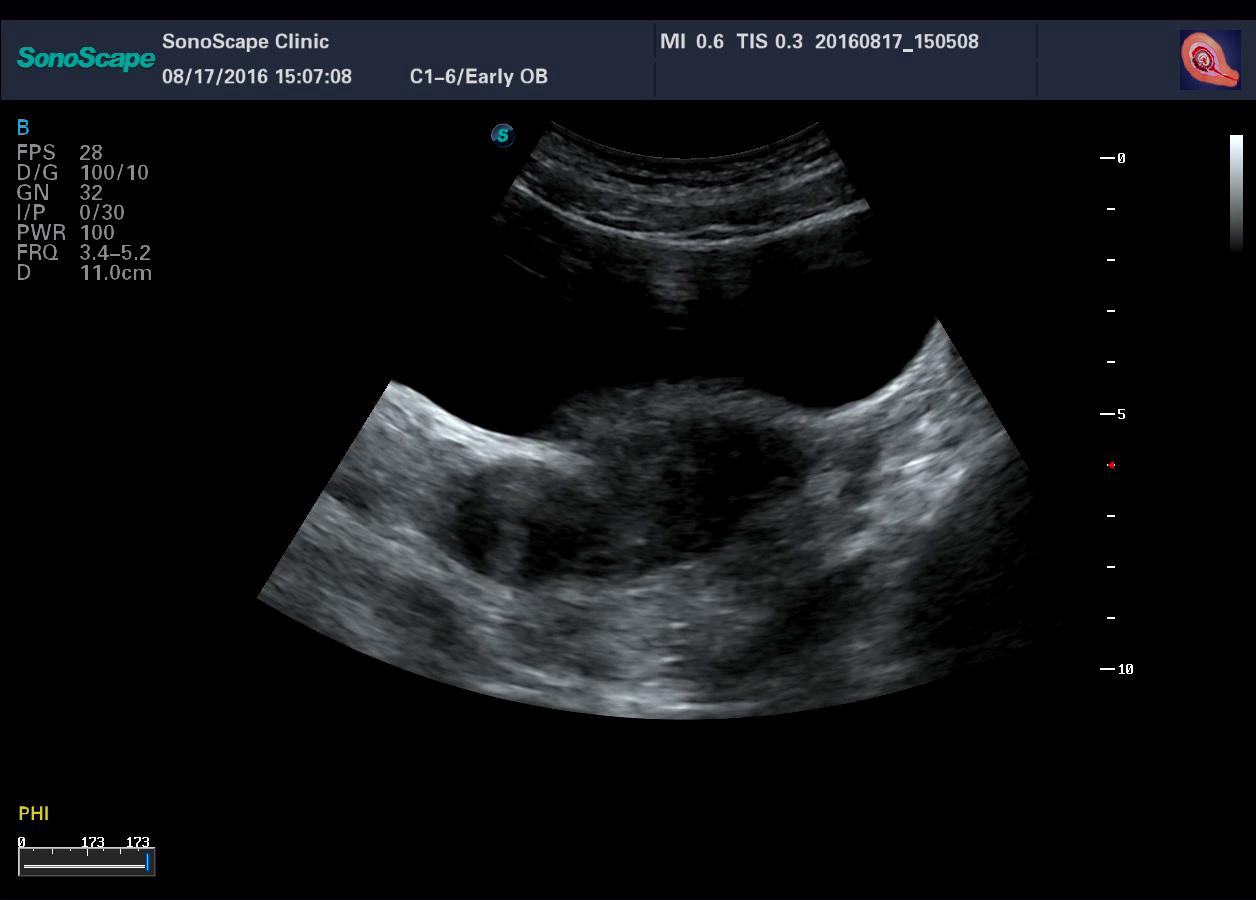 SonoScape
SonoScape Clinic
MI 0.6 TIS 0.3 20160817_150508
08/17/2016 15:07:08 C1-6/Early OB
S
B
FPS 28
D/G 100/10
GN 32
I/P 0/30
PWR 100
FRQ 3.4-5.2
D 11.0cm
0
5
10
PHI
0 173 173